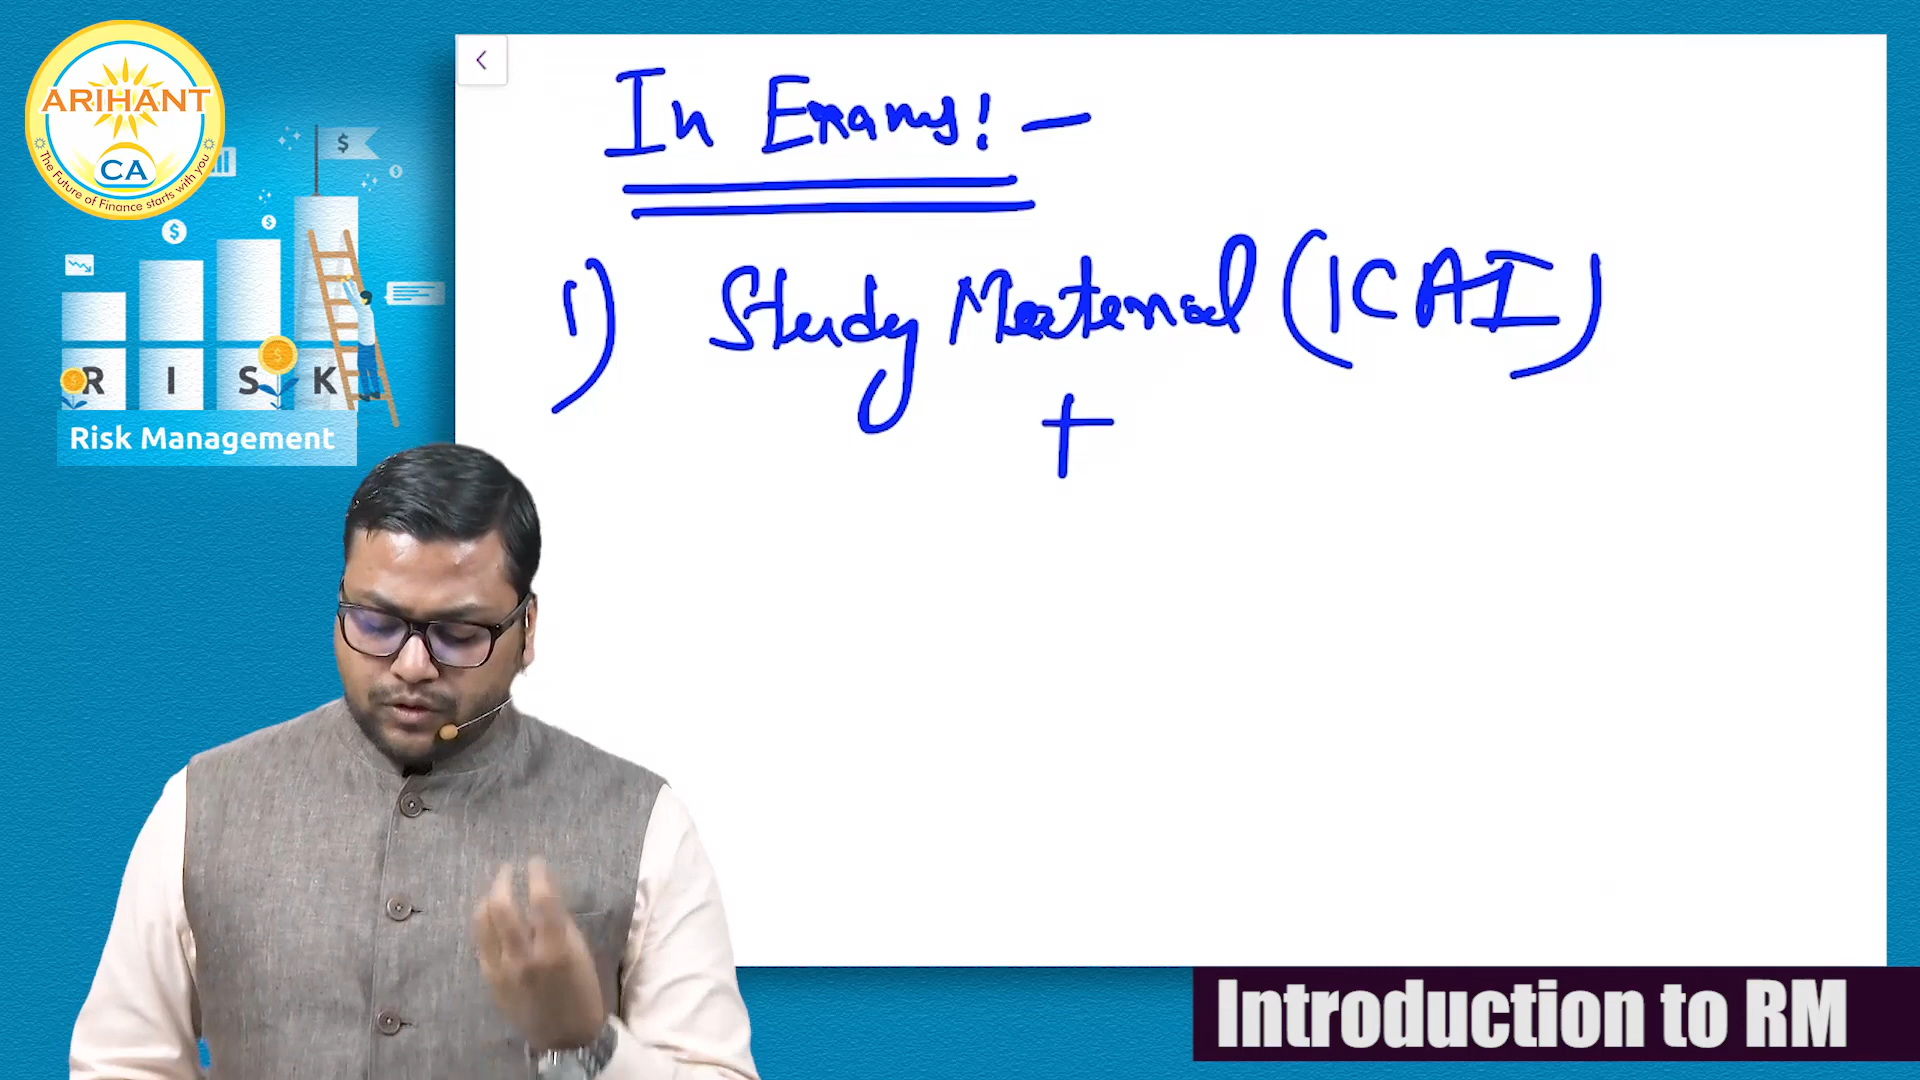 ARIHANT
CA
The Future of Finance starts with you
R I S K
Risk Management
In Exams: -
1) Study Material (ICAI)
+
Introduction to RM